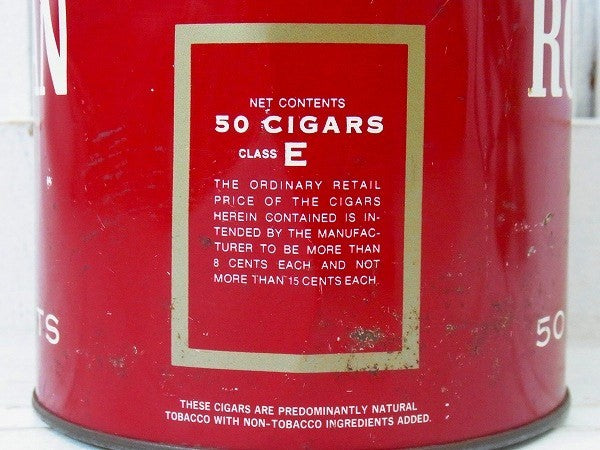 NET CONTENTS
50 CIGARS
CLASS E
THE ORDINARY RETAIL
PRICE OF THE CIGARS
HEREIN CONTAINED IS IN-
TENDED BY THE MANUFAC-
TURER TO BE MORE THAN
8 CENTS EACH AND NOT
MORE THAN 15 CENTS EACH.
50
THESE CIGARS ARE PREDOMINANTLY NATURAL
TOBACCO WITH NON-TOBACCO INGREDIENTS ADDED.